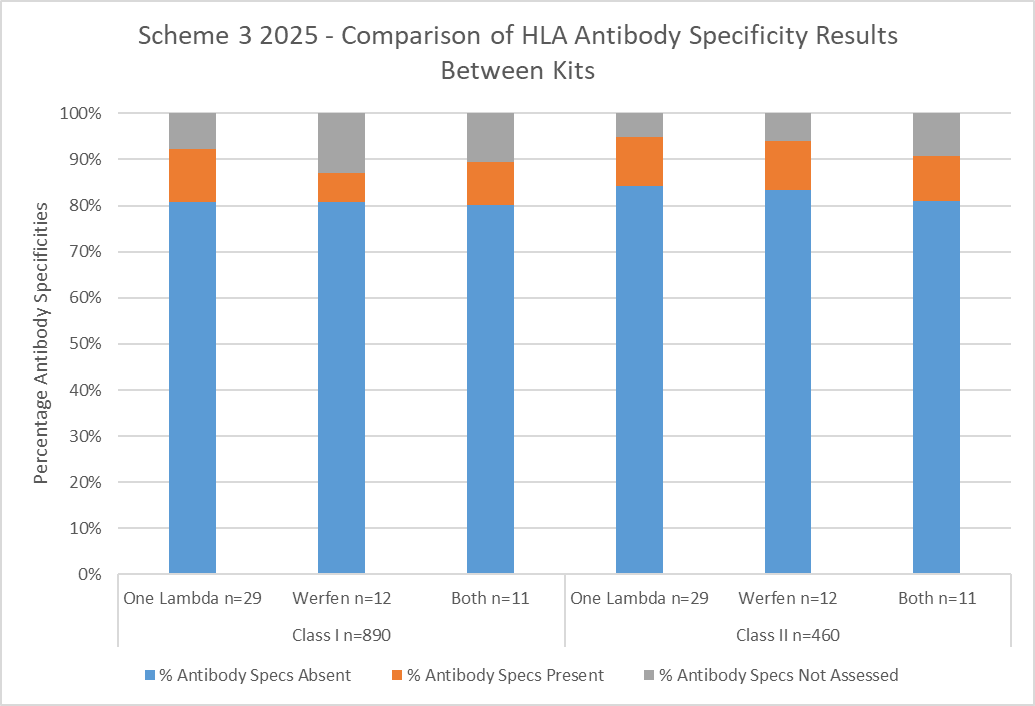 Scheme 3 2025 - Comparison of HLA Antibody Specificity Results
Between Kits
Percentage Antibody Specificities
100%
90%
80%
70%
60%
50%
40%
30%
20%
10%
0%
One Lambda n=29 Werfen n=12 Both n=11 One Lambda n=29 Werfen n=12 Both n=11
Class I n=890 Class II n=460
% Antibody Specs Absent % Antibody Specs Present % Antibody Specs Not Assessed